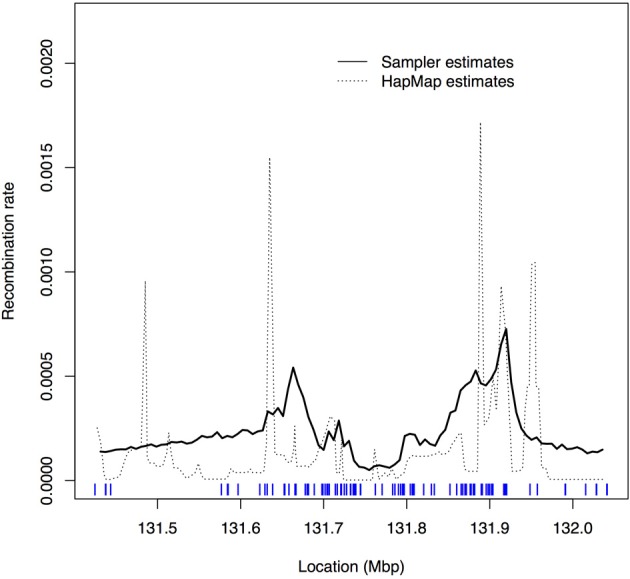 Sampler estimates
HapMap estimates
Recombination rate
0.0020
0.0015
0.0010
0.0005
0.0000
131.5 131.6 131.7 131.8 131.9 132.0
Location (Mbp)